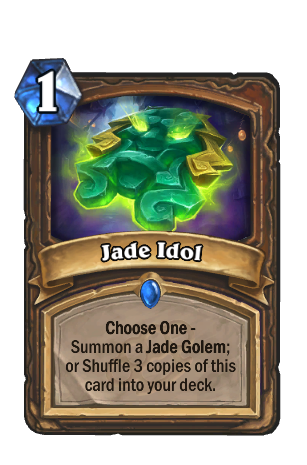 1
Jade Idol
Choose One -
Summon a Jade Golem;
or Shuffle 3 copies of this
card into your deck.